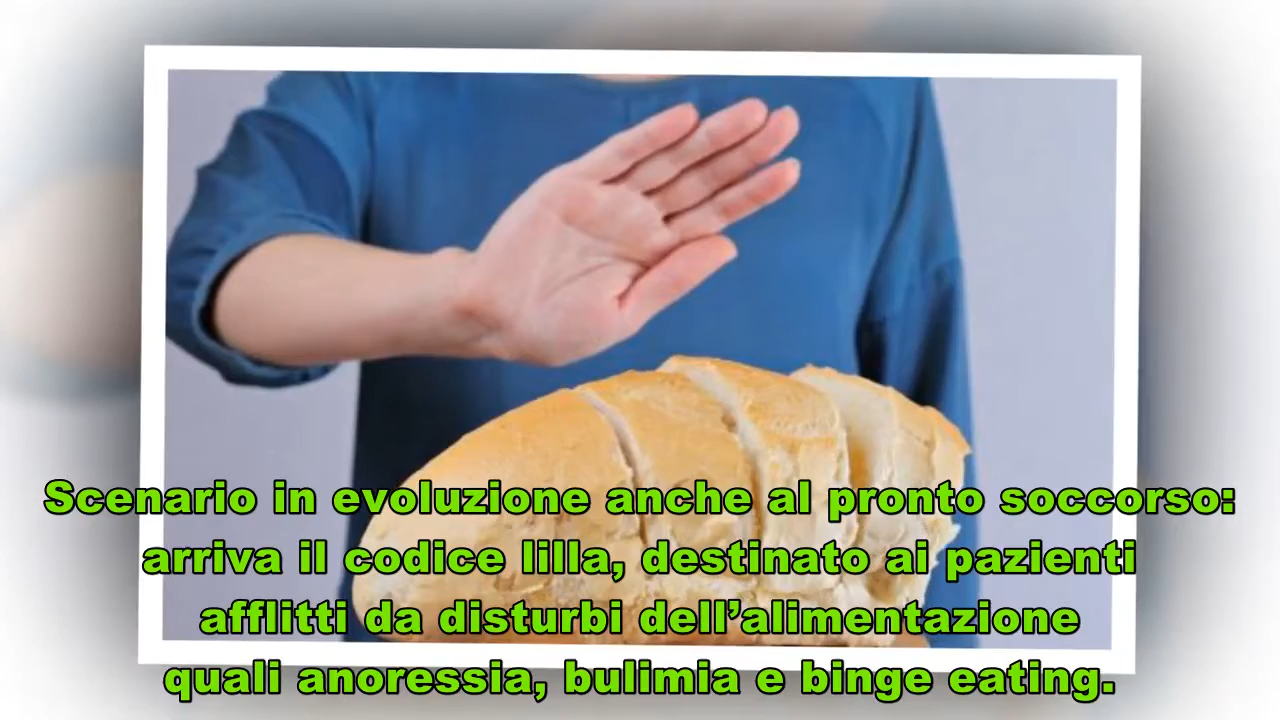 Scenario in evoluzione anche al pronto soccorso:
arriva il codice lilla, destinato ai pazienti
afflitti da disturbi dell’alimentazione
quali anoressia, bulimia e binge eating.